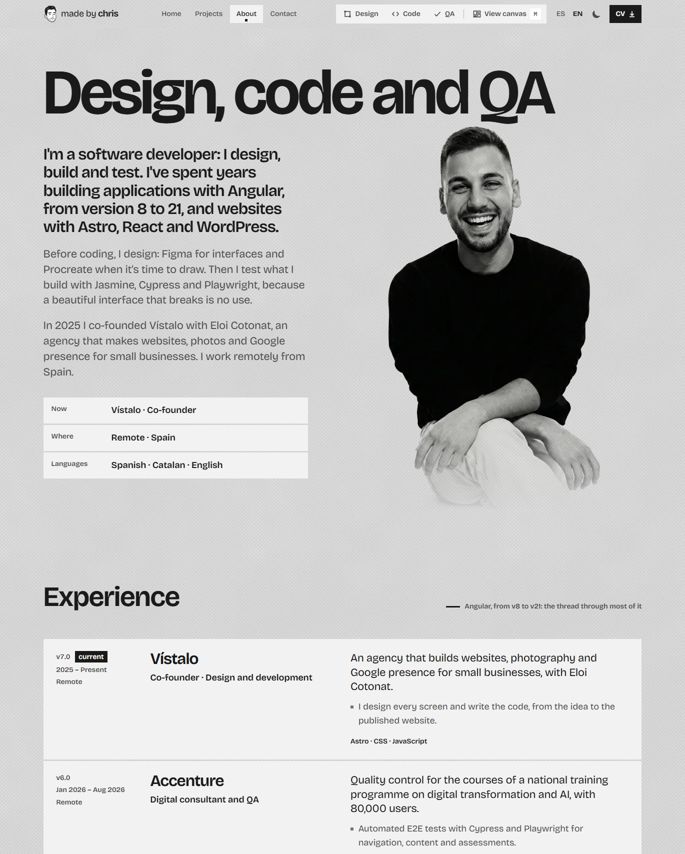 made by chris
Home Projects About Contact
Design Code QA View canvas M
ES EN
CV
Design, code and QA
I'm a software developer: I design,
build and test. I've spent years
building applications with Angular,
from version 8 to 21, and websites
with Astro, React and WordPress.
Before coding, I design: Figma for interfaces and
Procreate when it's time to draw. Then I test what I
build with Jasmine, Cypress and Playwright, because
a beautiful interface that breaks is no use.
In 2025 I co-founded Vístalo with Eloi Cotonat, an
agency that makes websites, photos and Google
presence for small businesses. I work remotely from
Spain.
Now Vístalo · Co-founder
Where Remote · Spain
Languages Spanish · Catalan · English
Experience
Angular, from v8 to v21: the thread through most of it
v7.0 current
2025 – Present
Remote
Vístalo
Co-founder · Design and development
An agency that builds websites, photography and
Google presence for small businesses, with Eloi
Cotonat.
I design every screen and write the code, from the idea to the
published website.
Astro · CSS · JavaScript
v6.0
Jan 2026 – Aug 2026
Remote
Accenture
Digital consultant and QA
Quality control for the courses of a national training
programme on digital transformation and AI, with
80,000 users.
Automated E2E tests with Cypress and Playwright for
navigation, content and assessments.